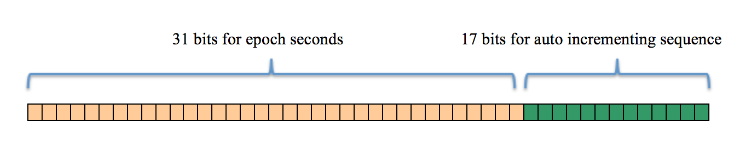 31 bits for epoch seconds
17 bits for auto incrementing sequence